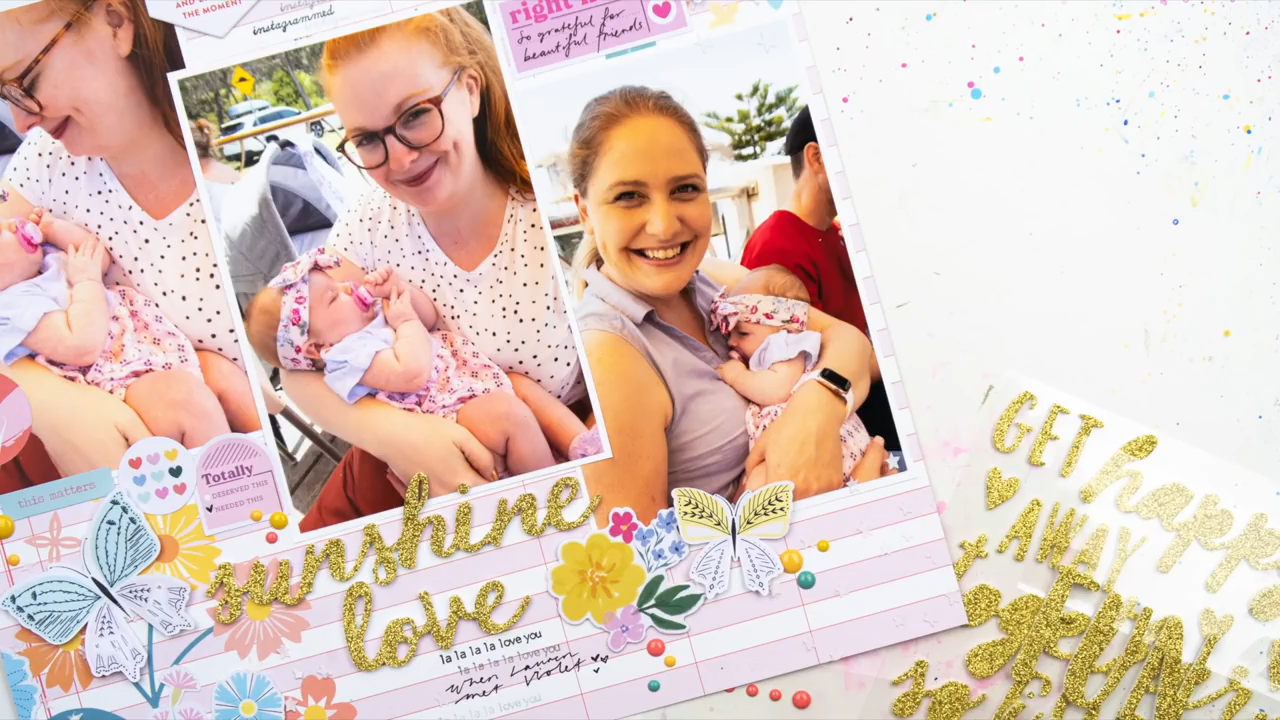 AND E
THE MOMENT
instagrammed
right
so grateful for
beautiful friends!
this matters
Totally
DESERVED THIS
NEEDED THIS
sunshine
love
la la la la love you
la la la la love you
when Lauren
met Violet
la la la la love you
GET happ
AWAY